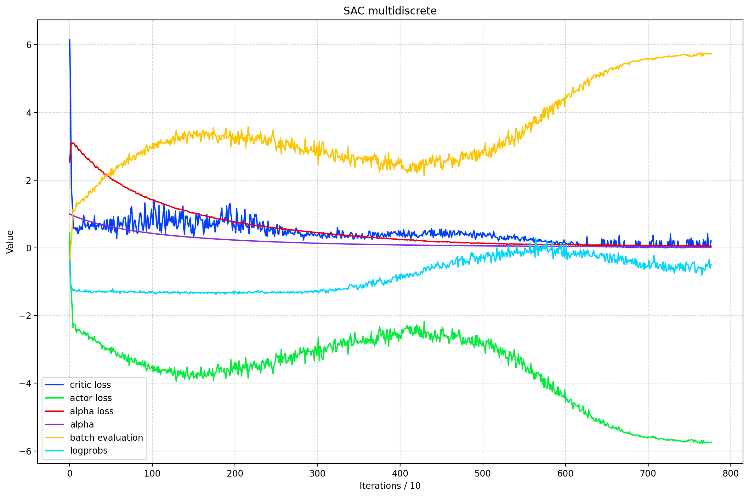 SAC multidiscrete
Value
6
4
2
0
−2
−4
−6
critic loss
actor loss
alpha loss
alpha
batch evaluation
logprobs
0 100 200 300 400 500 600 700 800
Iterations / 10